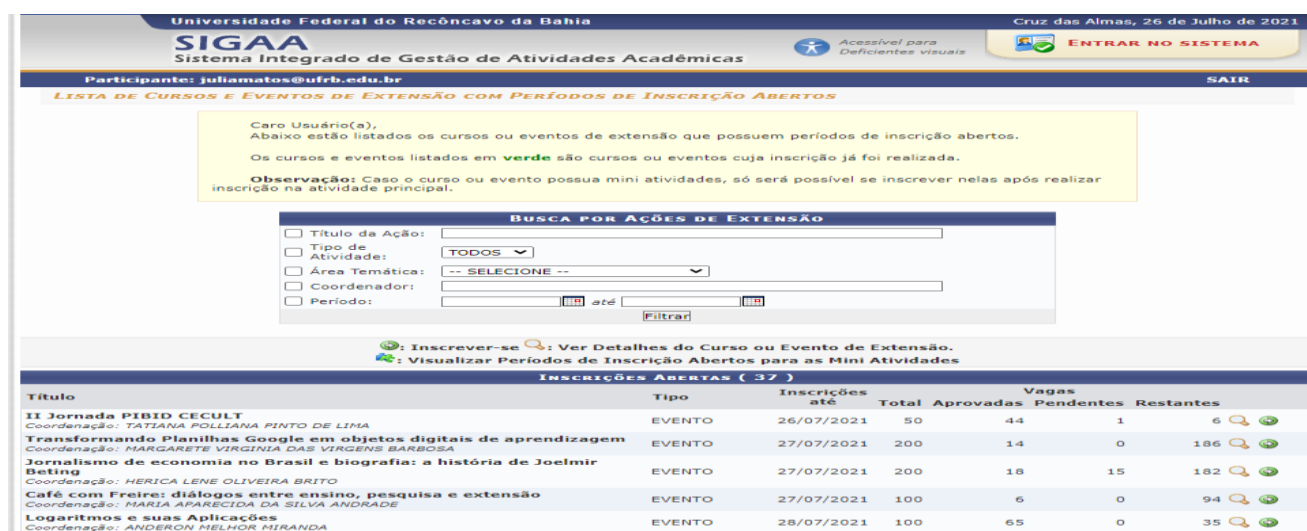 Universidade Federal do Recôncavo da Bahia
Cruz das Almas, 26 de Julho de 2021
SIGAA
Sistema Integrado de Gestão de Atividades Acadêmicas
Acessível para
Deficientes visuais
ENTRAR NO SISTEMA
Participante: juliamatos@ufrb.edu.br
SAIR
LISTA DE CURSOS E EVENTOS DE EXTENSÃO COM PERÍODOS DE INSCRIÇÃO ABERTOS
Caro Usuário(a),
Abaixo estão listados os cursos ou eventos de extensão que possuem períodos de inscrição abertos.
Os cursos e eventos listados em verde são cursos ou eventos cuja inscrição já foi realizada.
Observação: Caso o curso ou evento possua mini atividades, só será possível se inscrever nelas após realizar
inscrição na atividade principal.
BUSCA POR AÇÕES DE EXTENSÃO
Título da Ação:
Tipo de
Atividade:
TODOS
Área Temática: -- SELECIONE --
Coordenador:
Período: até
Filtrar
: Inscrever-se : Ver Detalhes do Curso ou Evento de Extensão.
: Visualizar Períodos de Inscrição Abertos para as Mini Atividades
INSCRIÇÕES ABERTAS ( 37 )
Título Tipo Inscrições até Vagas
Total Aprovadas Pendentes Restantes
II Jornada PIBID CECULT
Coordenação: TATIANA POLLIANA PINTO DE LIMA
EVENTO 26/07/2021 50 44 1 6
Transformando Planilhas Google em objetos digitais de aprendizagem
Coordenação: MARGARETE VIRGINIA DAS VIRGENS BARBOSA
EVENTO 27/07/2021 200 14 0 186
Jornalismo de economia no Brasil e biografia: a história de Joelmir
Beting
Coordenação: HERICA LENE OLIVEIRA BRITO
EVENTO 27/07/2021 200 18 15 182
Café com Freire: diálogos entre ensino, pesquisa e extensão
Coordenação: MARIA APARECIDA DA SILVA ANDRADE
EVENTO 27/07/2021 100 6 0 94
Logaritmos e suas Aplicações
Coordenação: ANDERON MELHOR MIRANDA
EVENTO 28/07/2021 100 65 0 35